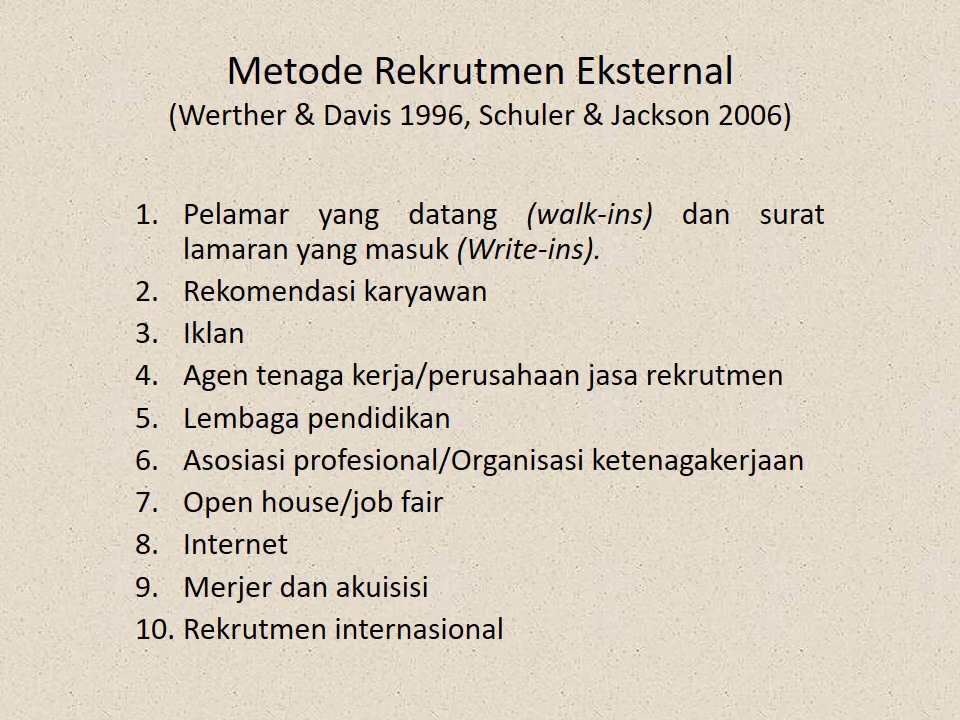 Metode Rekrutmen Eksternal
(Werther & Davis 1996, Schuler & Jackson 2006)
1. Pelamar yang datang (walk-ins) dan surat
lamaran yang masuk (Write-ins).
2. Rekomendasi karyawan
3. Iklan
4. Agen tenaga kerja/perusahaan jasa rekrutmen
5. Lembaga pendidikan
6. Asosiasi profesional/Organisasi ketenagakerjaan
7. Open house/job fair
8. Internet
9. Merjer dan akuisisi
10. Rekrutmen internasional